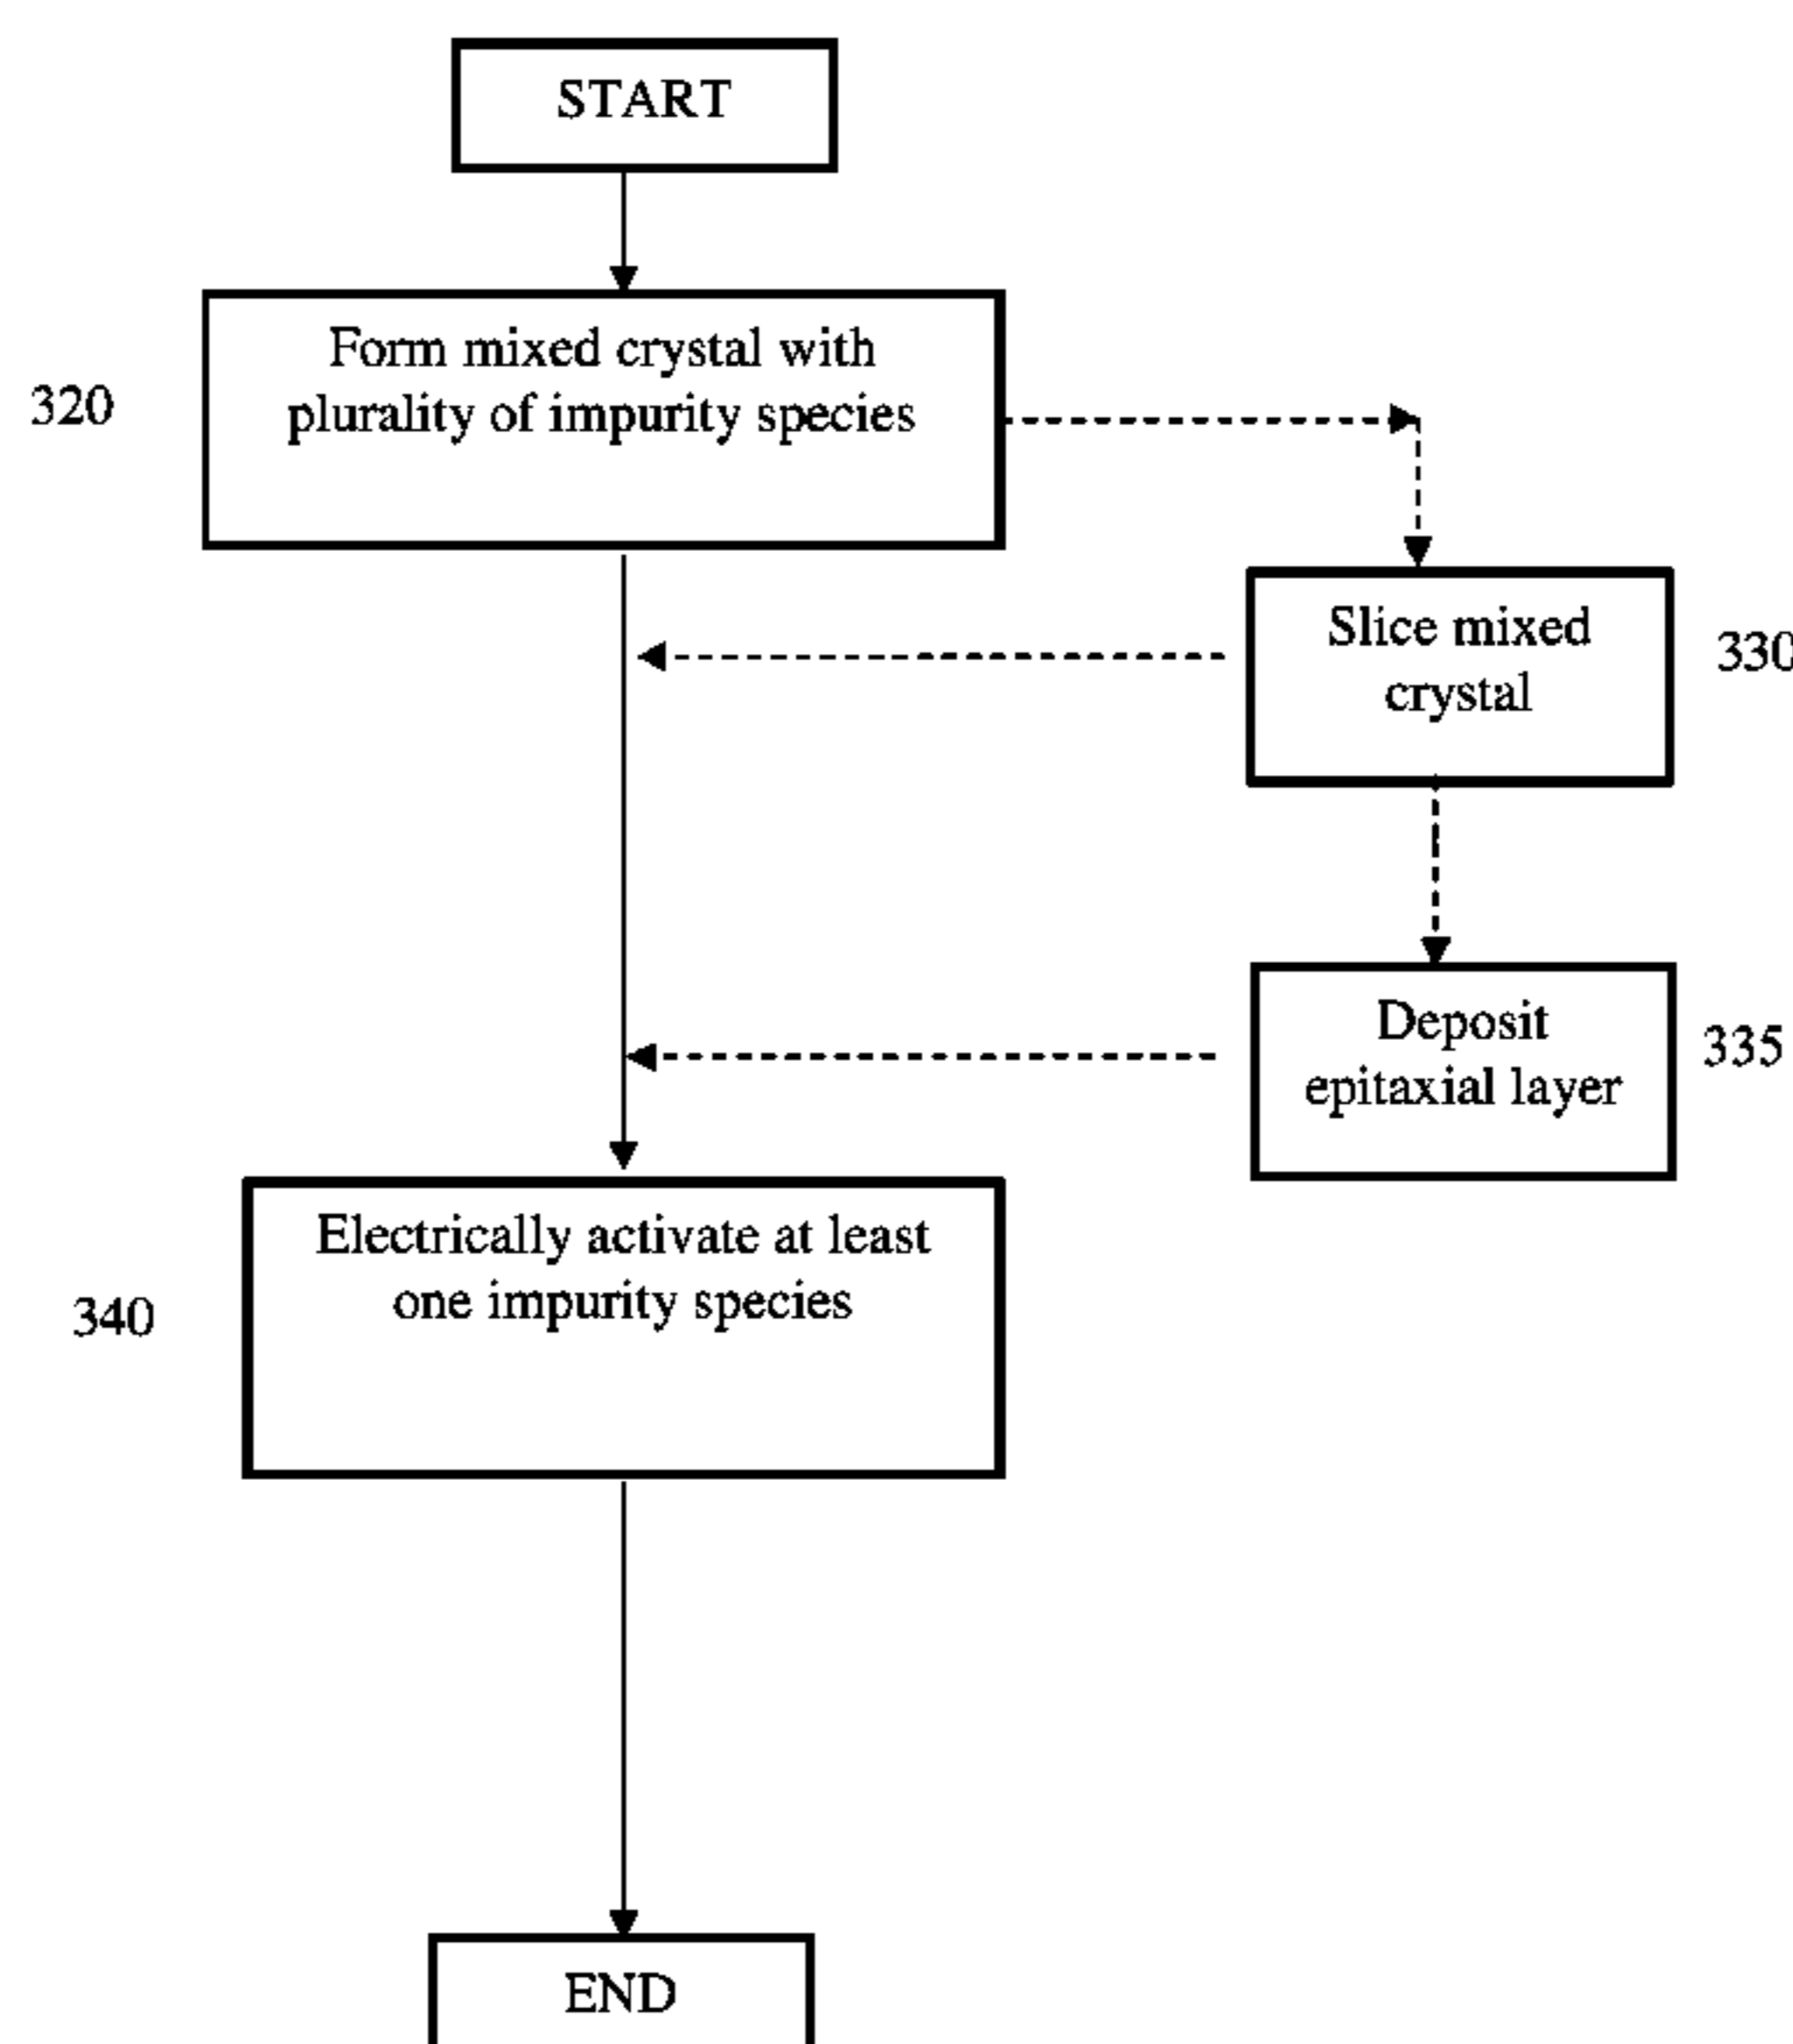 START
Form mixed crystal with
plurality of impurity species
320
Slice mixed
crystal
330
Deposit
epitaxial layer
335
Electrically activate at least
one impurity species
340
END